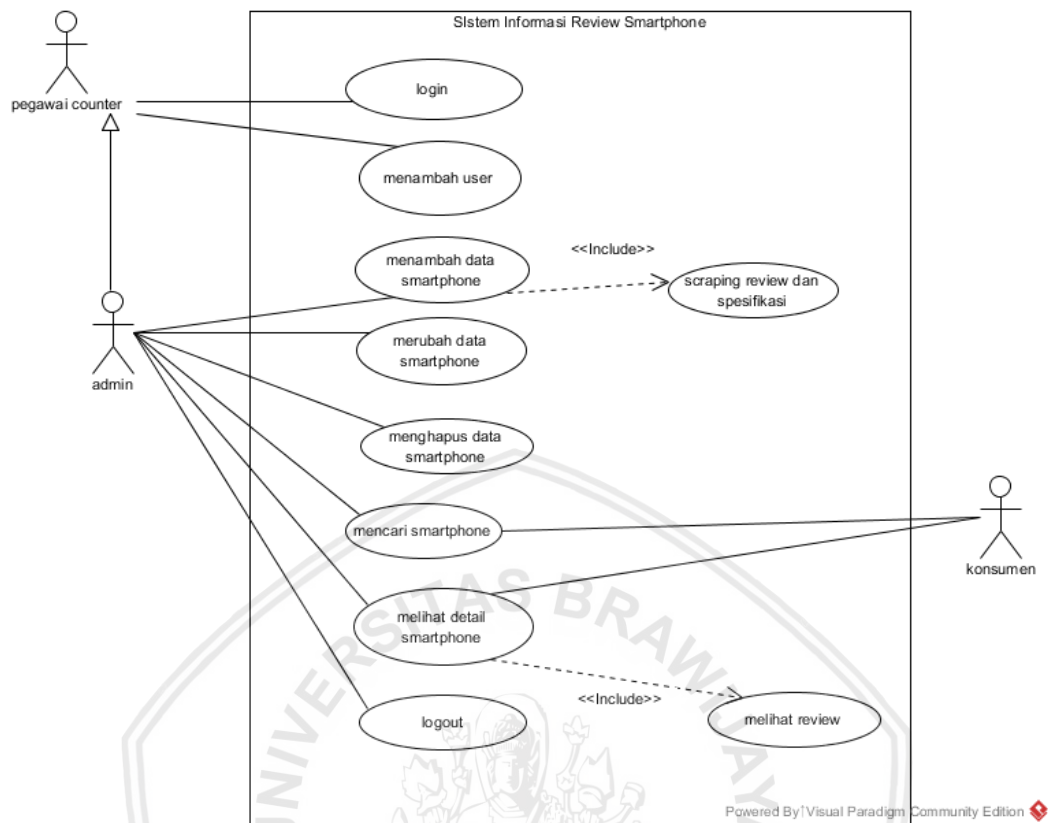 SIstem Informasi Review Smartphone
pegawai counter
login
menambah user
menambah data
smartphone
<<Include>>
scraping review dan
spesifikasi
admin
merubah data
smartphone
menghapus data
smartphone
mencari smartphone
konsumen
melihat detail
smartphone
<<Include>>
melihat review
logout
UNIVERSITAS BRAWIJAYA
Powered By Visual Paradigm Community Edition